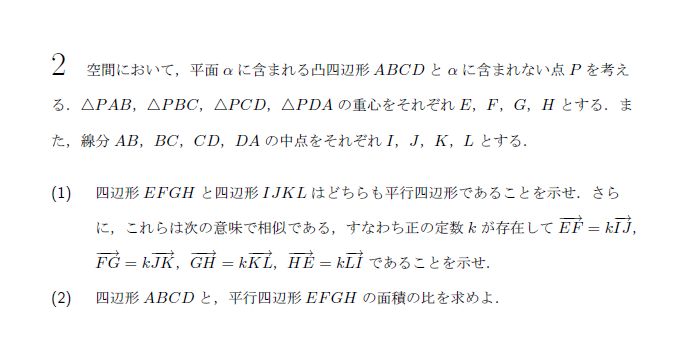 2 空間において，平面 α に含まれる凸四辺形 ABCD と α に含まれない点 P を考え
る．△PAB，△PBC，△PCD，△PDA の重心をそれぞれ E，F，G，H とする．ま
た，線分 AB，BC，CD，DA の中点をそれぞれ I，J，K，L とする．
(1) 四辺形 EFGH と四辺形 IJKL はどちらも平行四辺形であることを示せ．さら
に，これらは次の意味で相似である，すなわち正の定数 k が存在して \overrightarrow{EF} = k\overrightarrow{IJ},
\overrightarrow{FG} = k\overrightarrow{JK}，\overrightarrow{GH} = k\overrightarrow{KL}，\overrightarrow{HE} = k\overrightarrow{LI} であることを示せ．
(2) 四辺形 ABCD と，平行四辺形 EFGH の面積の比を求めよ．